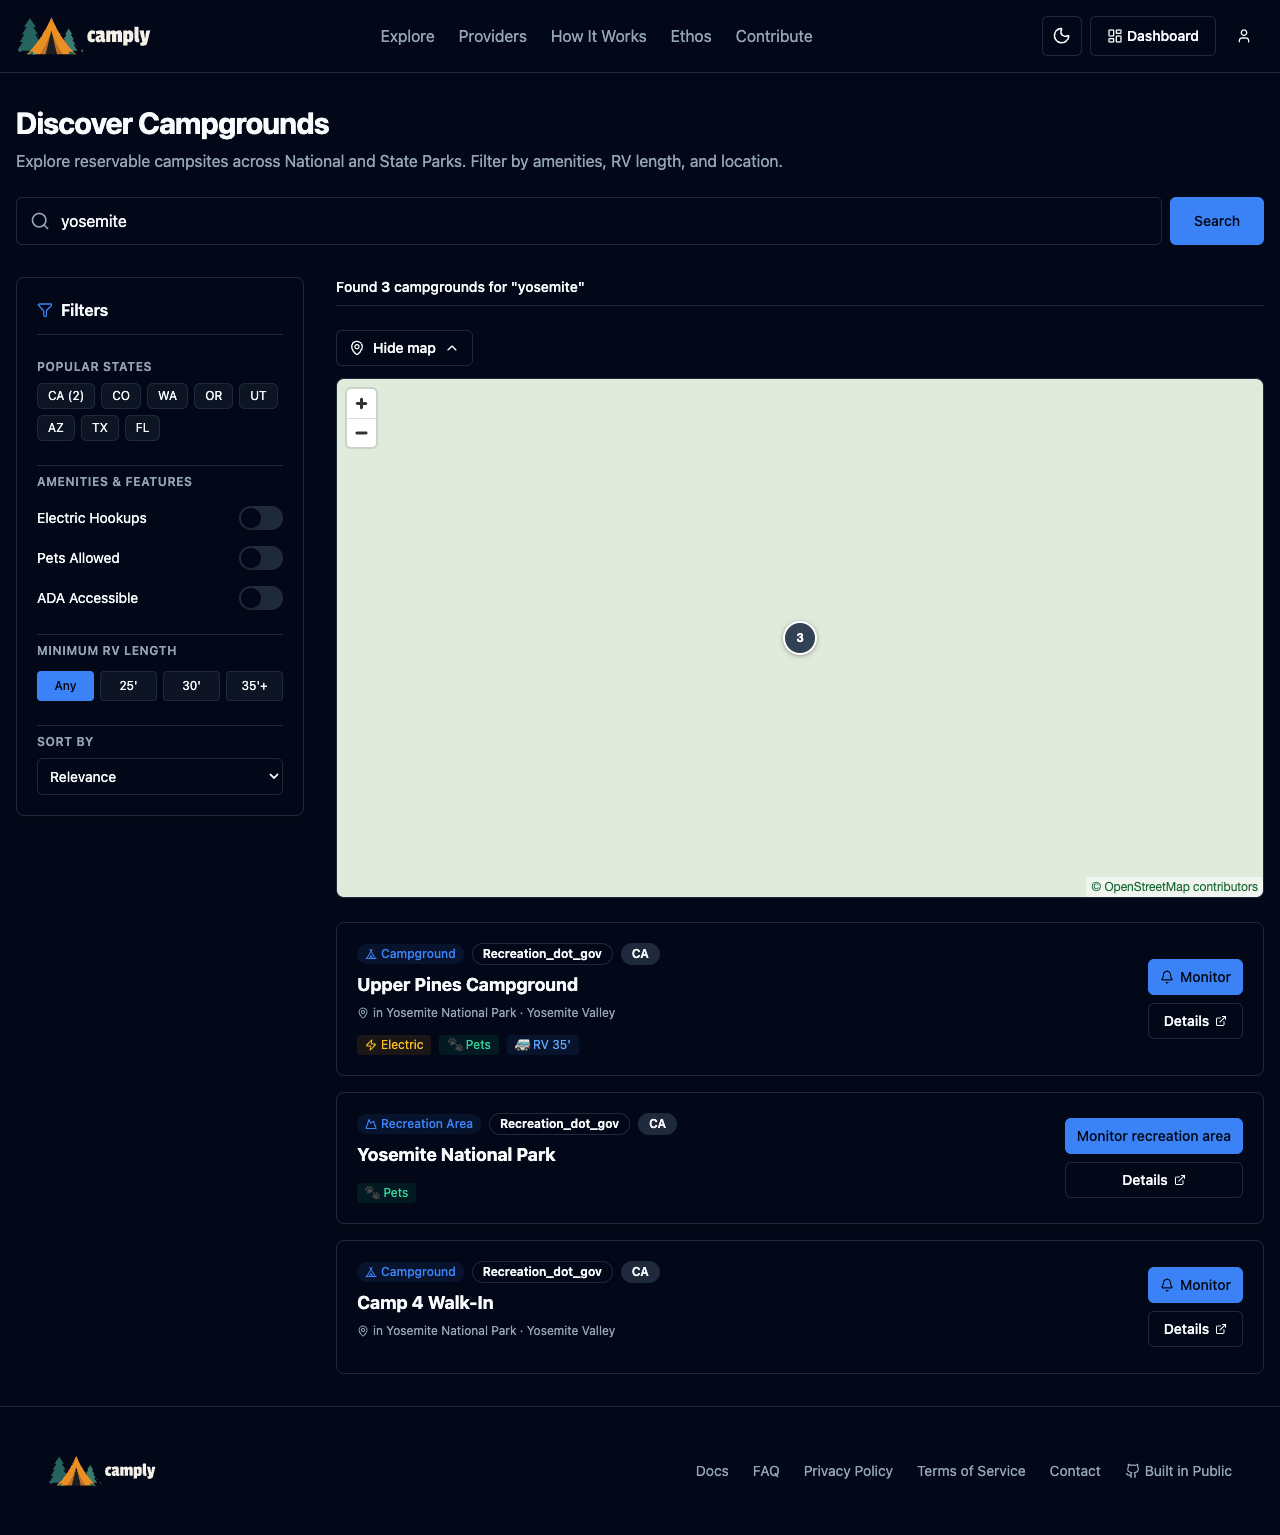 camply
Explore
Providers
How It Works
Ethos
Contribute
Dashboard
Discover Campgrounds
Explore reservable campsites across National and State Parks. Filter by amenities, RV length, and location.
yosemite
Search
Filters
POPULAR STATES
CA (2)
CO
WA
OR
UT
AZ
TX
FL
AMENITIES & FEATURES
Electric Hookups
Pets Allowed
ADA Accessible
MINIMUM RV LENGTH
Any
25'
30'
35'+
SORT BY
Relevance
Found 3 campgrounds for "yosemite"
Hide map
+
−
3
© OpenStreetMap contributors
Campground
Recreation_dot_gov
CA
Upper Pines Campground
in Yosemite National Park · Yosemite Valley
Electric
Pets
RV 35'
Monitor
Details
Recreation Area
Recreation_dot_gov
CA
Yosemite National Park
Pets
Monitor recreation area
Details
Campground
Recreation_dot_gov
CA
Camp 4 Walk-In
in Yosemite National Park · Yosemite Valley
Monitor
Details
camply
Docs
FAQ
Privacy Policy
Terms of Service
Contact
Built in Public